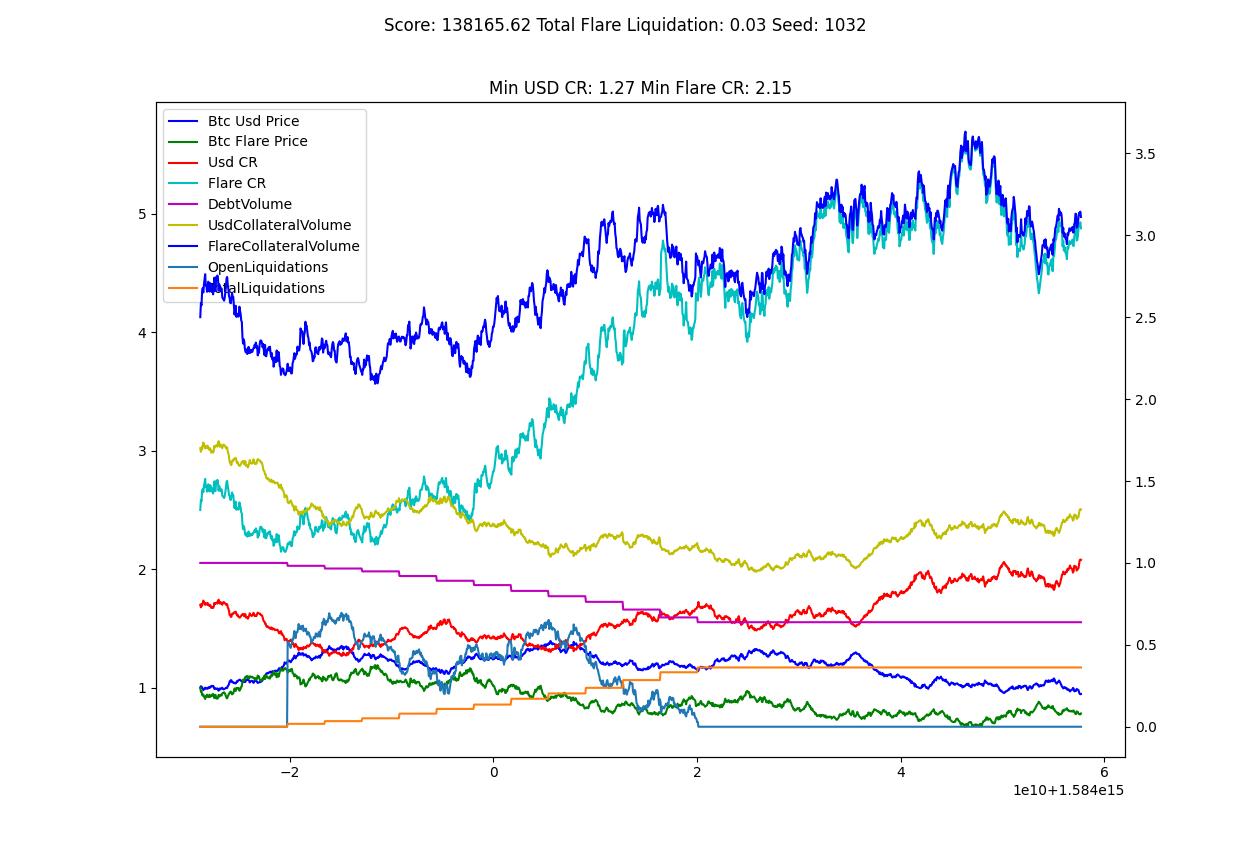 Score: 138165.62 Total Flare Liquidation: 0.03 Seed: 1032
Min USD CR: 1.27 Min Flare CR: 2.15
Btc Usd Price
Btc Flare Price
Usd CR
Flare CR
DebtVolume
UsdCollateralVolume
FlareCollateralVolume
OpenLiquidations
TotalLiquidations
5
4
3
2
1
3.5
3.0
2.5
2.0
1.5
1.0
0.5
0.0
−2
0
2
4
6
1e10+1.584e15